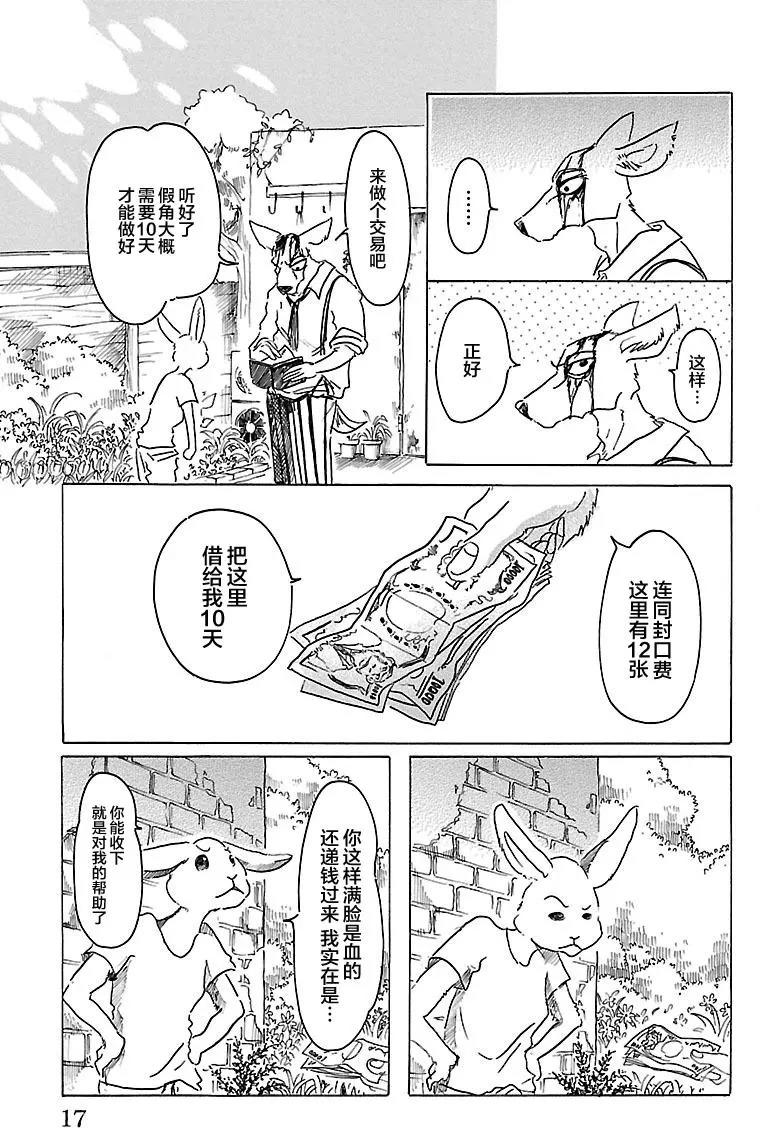 ……
这样…
正好
来做个交易吧
听好了
假角大概
需要10天
才能做好
连同封口费
这里有12张
把这里
借给我10天
10000
10000
你这样满脸是血的
还递钱过来 我实在是…
你能收下
就是对我的帮助了
17